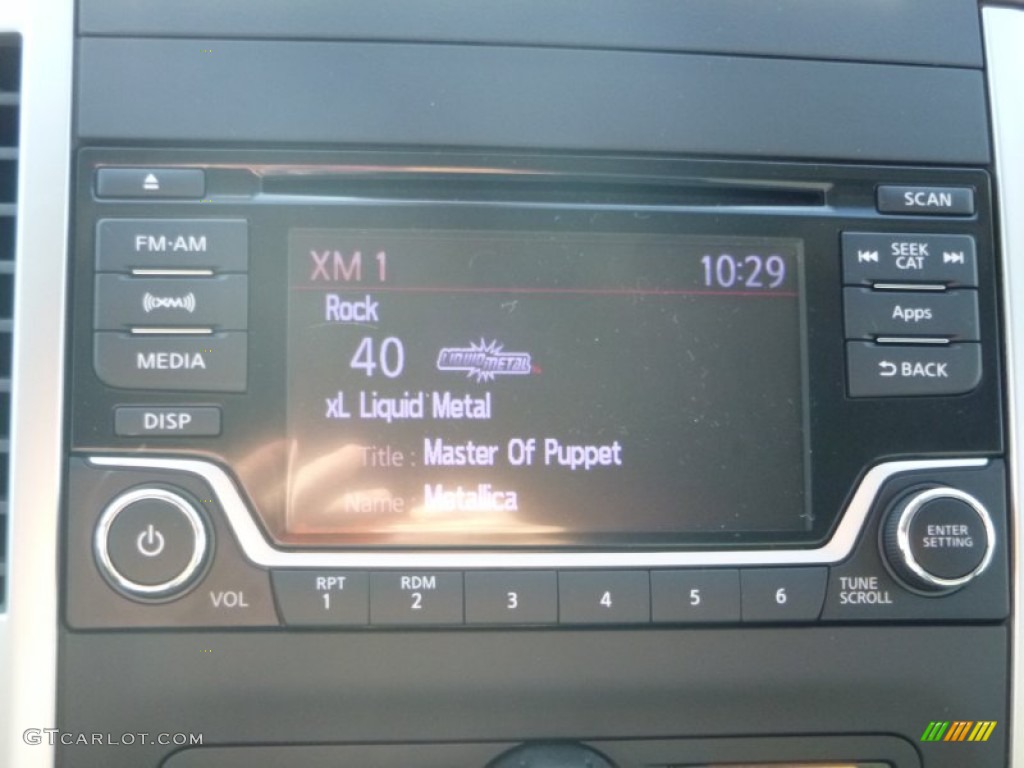 SCAN
FM·AM
SEEK
CAT
XM 1 10:29
Rock
((XM))
Apps
40 LIQUID METAL
MEDIA
BACK
xL Liquid Metal
DISP
Title : Master Of Puppet
Name : Metallica
ENTER
SETTING
VOL
RPT
1
RDM
2
3
4
5
6
TUNE
SCROLL
GTCARLOT.COM